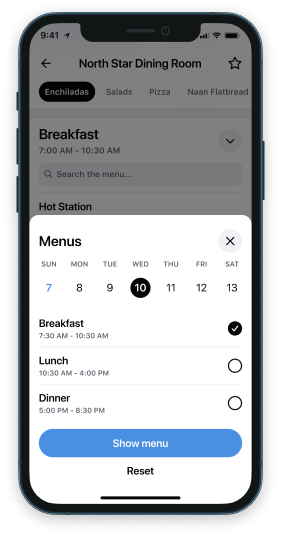 9:41
North Star Dining Room
Enchiladas Salads Pizza Naan Flatbread
Breakfast
7:00 AM - 10:30 AM
Search the menu...
Hot Station
Menus
SUN MON TUE WED THU FRI SAT
7 8 9 10 11 12 13
Breakfast
7:30 AM - 10:30 AM
Lunch
10:30 AM - 4:00 PM
Dinner
5:00 PM - 8:30 PM
Show menu
Reset